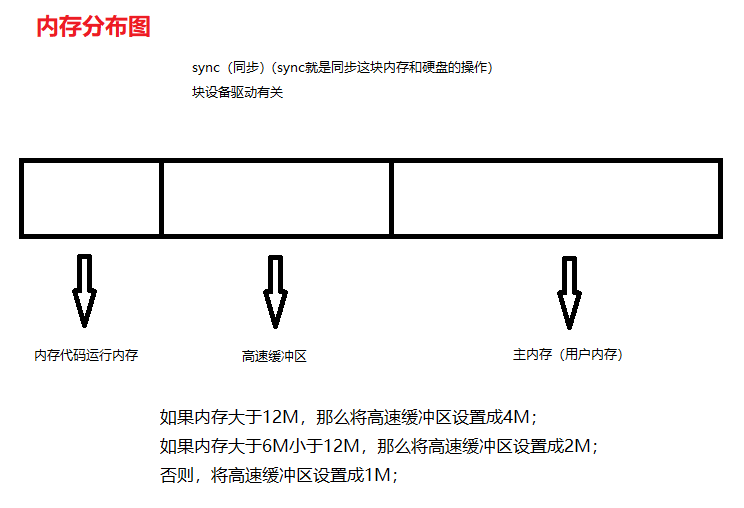 内存分布图
sync（同步）(sync就是同步这块内存和硬盘的操作）
块设备驱动有关
内存代码运行内存
高速缓冲区
主内存（用户内存）
如果内存大于12M，那么将高速缓冲区设置成4M；
如果内存大于6M小于12M，那么将高速缓冲区设置成2M；
否则，将高速缓冲区设置成1M；